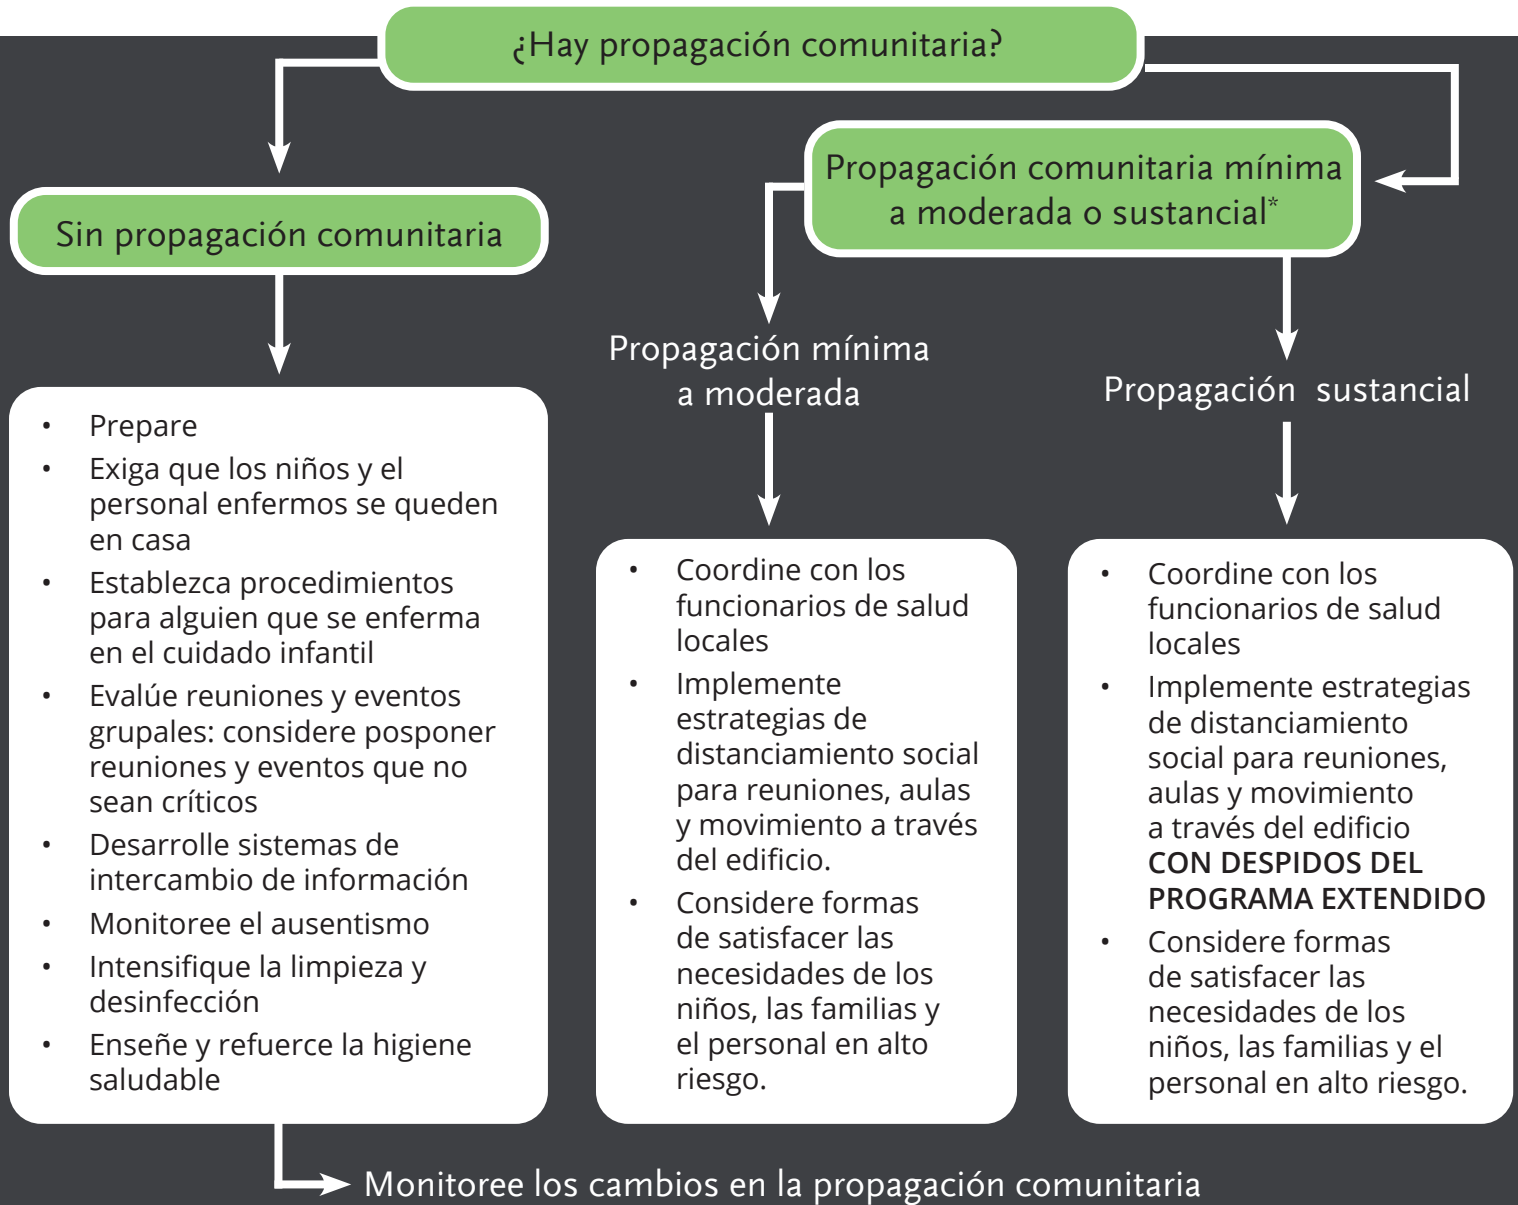 ¿Hay propagación comunitaria?
Sin propagación comunitaria
• Prepare
• Exiga que los niños y el
personal enfermos se queden
en casa
• Establezca procedimientos
para alguien que se enferma
en el cuidado infantil
• Evalúe reuniones y eventos
grupales: considere posponer
reuniones y eventos que no
sean críticos
• Desarrolle sistemas de
intercambio de información
• Monitoree el ausentismo
• Intensifique la limpieza y
desinfección
• Enseñe y refuerce la higiene
saludable
Monitoree los cambios en la propagación comunitaria
Propagación comunitaria mínima
a moderada o sustancial*
Propagación mínima
a moderada
• Coordine con los
funcionarios de salud
locales
• Implemente
estrategias de
distanciamiento social
para reuniones, aulas
y movimiento a través
del edificio.
• Considere formas
de satisfacer las
necesidades de los
niños, las familias y
el personal en alto
riesgo.
Propagación sustancial
• Coordine con los
funcionarios de salud
locales
• Implemente estrategias
de distanciamiento
social para reuniones,
aulas y movimiento
a través del edificio
CON DESPIDOS DEL
PROGRAMA EXTENDIDO
• Considere formas
de satisfacer las
necesidades de los
niños, las familias y el
personal en alto riesgo.